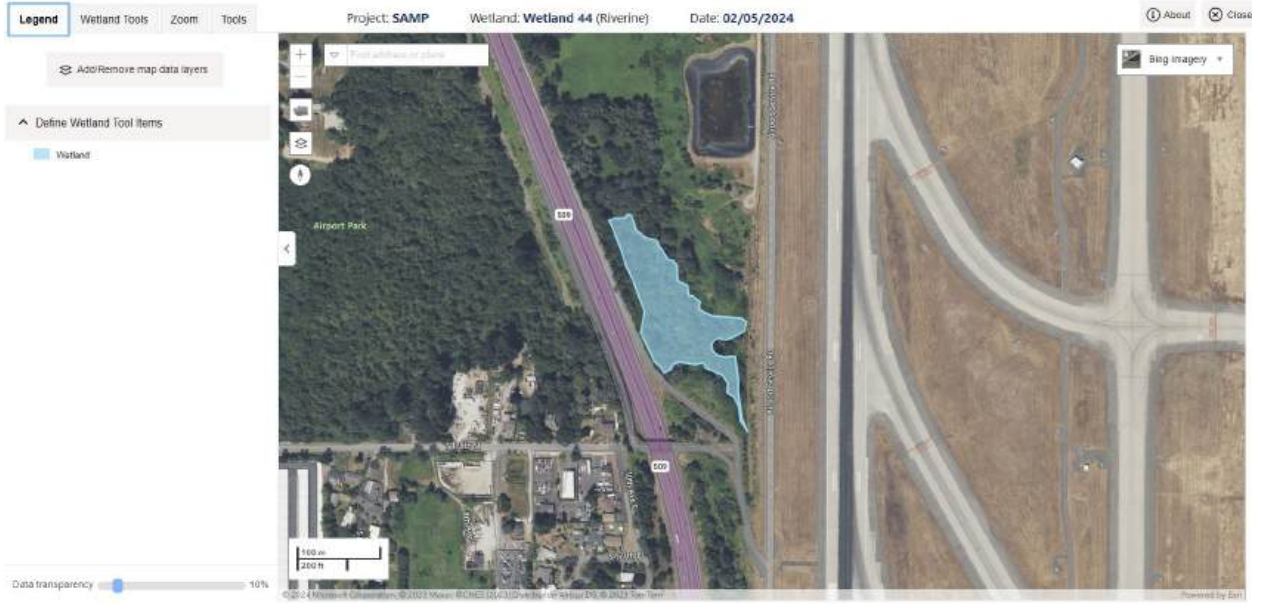 Legend Wetland Tools Zoom Tools Project: SAMP Wetland: Wetland 44 (Riverine) Date: 02/05/2024 About Close
Add/Remove map data layers
Find address or place
Bing Imagery
Define Wetland Tool Items
Wetland
Airport Park
509
509
100 m
200 ft
Data transparency 10%
Powered by Esri